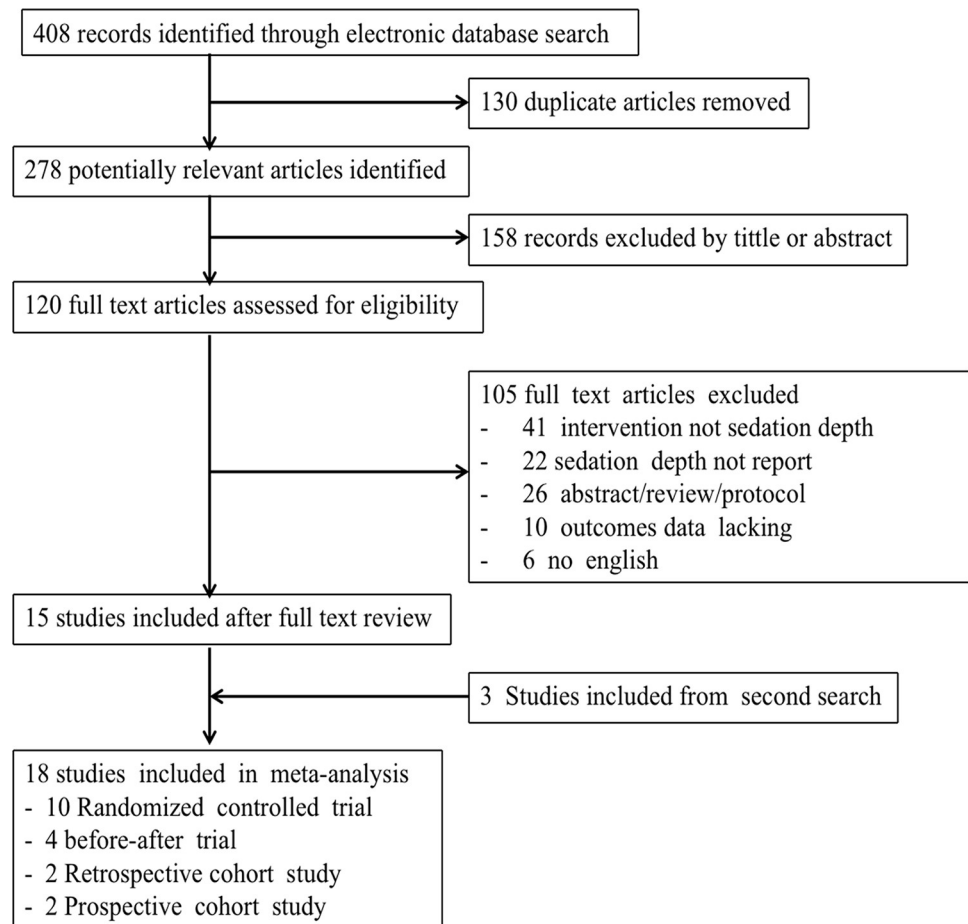 408 records identified through electronic database search
130 duplicate articles removed
278 potentially relevant articles identified
158 records excluded by tittle or abstract
120 full text articles assessed for eligibility
105 full text articles excluded
- 41 intervention not sedation depth
- 22 sedation depth not report
- 26 abstract/review/protocol
- 10 outcomes data lacking
- 6 no english
15 studies included after full text review
3 Studies included from second search
18 studies included in meta-analysis
- 10 Randomized controlled trial
- 4 before-after trial
- 2 Retrospective cohort study
- 2 Prospective cohort study